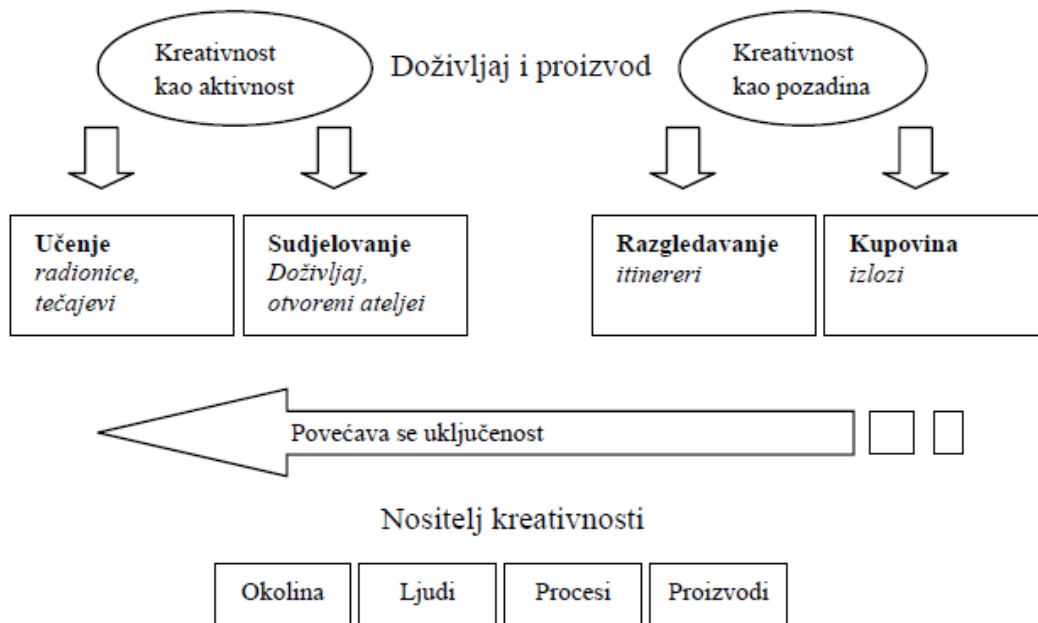 Kreativnost
kao aktivnost
Doživljaj i proizvod
Kreativnost
kao pozadina
Učenje
radionice,
tečajevi
Sudjelovanje
Doživljaj,
otvoreni ateljei
Razgledavanje
itinereri
Kupovina
izlozi
Povećava se uključenost
Nositelj kreativnosti
Okolina
Ljudi
Procesi
Proizvodi